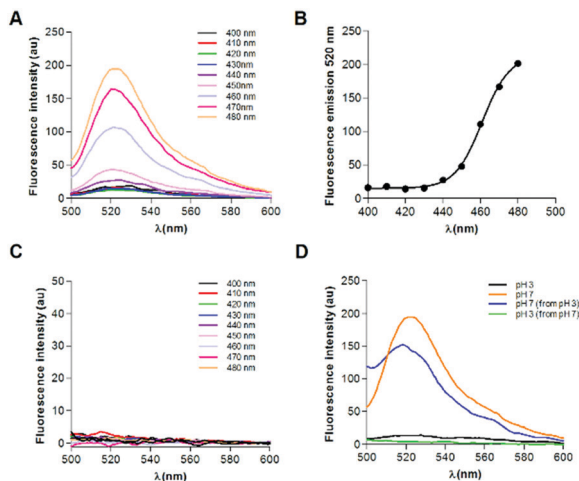 A
Fluorescence intensity (au)
250
200
150
100
50
0
500 520 540 560 580 600
λ(nm)
400 nm
410 nm
420 nm
430nm
440 nm
450nm
460 nm
470nm
480 nm
B
Fluorescence emission 520 nm
250
200
150
100
50
0
400 420 440 460 480 500
λ(nm)
C
Fluorescence intensity (au)
50
40
30
20
10
0
500 520 540 560 580 600
λ(nm)
400 nm
410 nm
420 nm
430 nm
440 nm
450 nm
460 nm
470 nm
480 nm
D
Fluorescence intensity (au)
250
200
150
100
50
0
500 520 540 560 580 600
λ(nm)
pH3
pH7
pH7 (from pH3)
pH3 (from pH7)